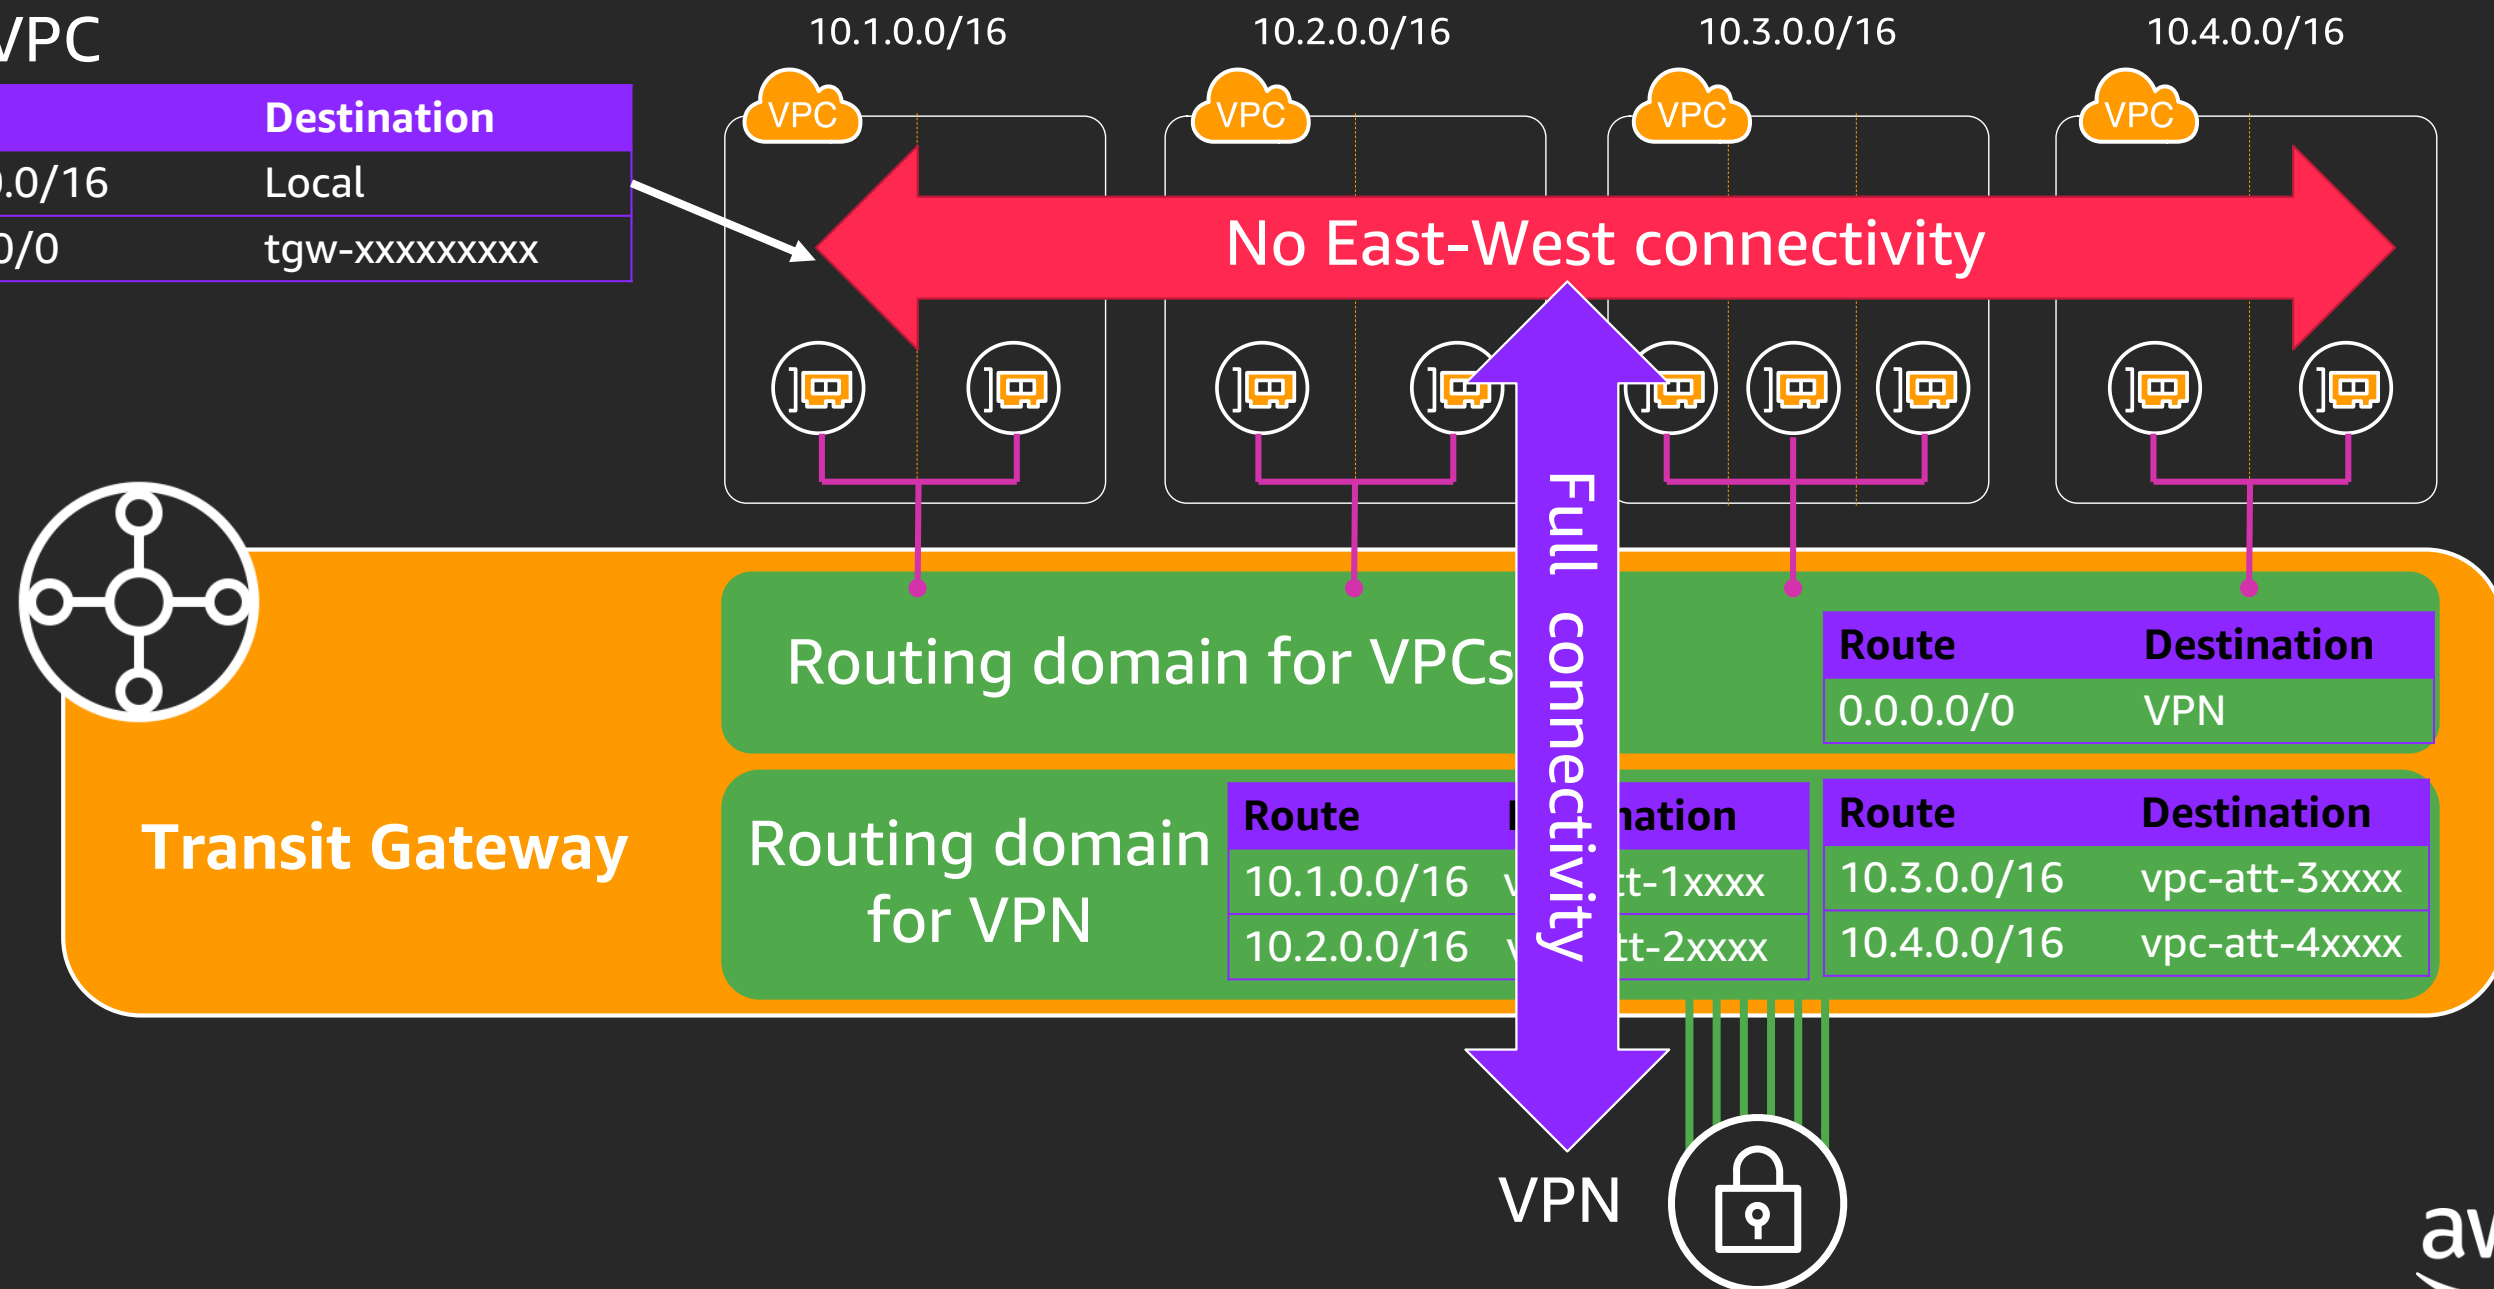 VPC
Destination
.0/16 Local
0/0 tgw-xxxxxxxxx
10.1.0.0/16
10.2.0.0/16
10.3.0.0/16
10.4.0.0/16
VPC
VPC
VPC
VPC
No East-West connectivity
Full connectivity
Routing domain for VPCs
Route Destination
0.0.0.0/0 VPN
Transit Gateway
Routing domain
for VPN
Route nation
10.1.0.0/16 tt-1xxxx
10.2.0.0/16 tt-2xxxx
Route Destination
10.3.0.0/16 vpc-att-3xxxx
10.4.0.0/16 vpc-att-4xxxx
VPN